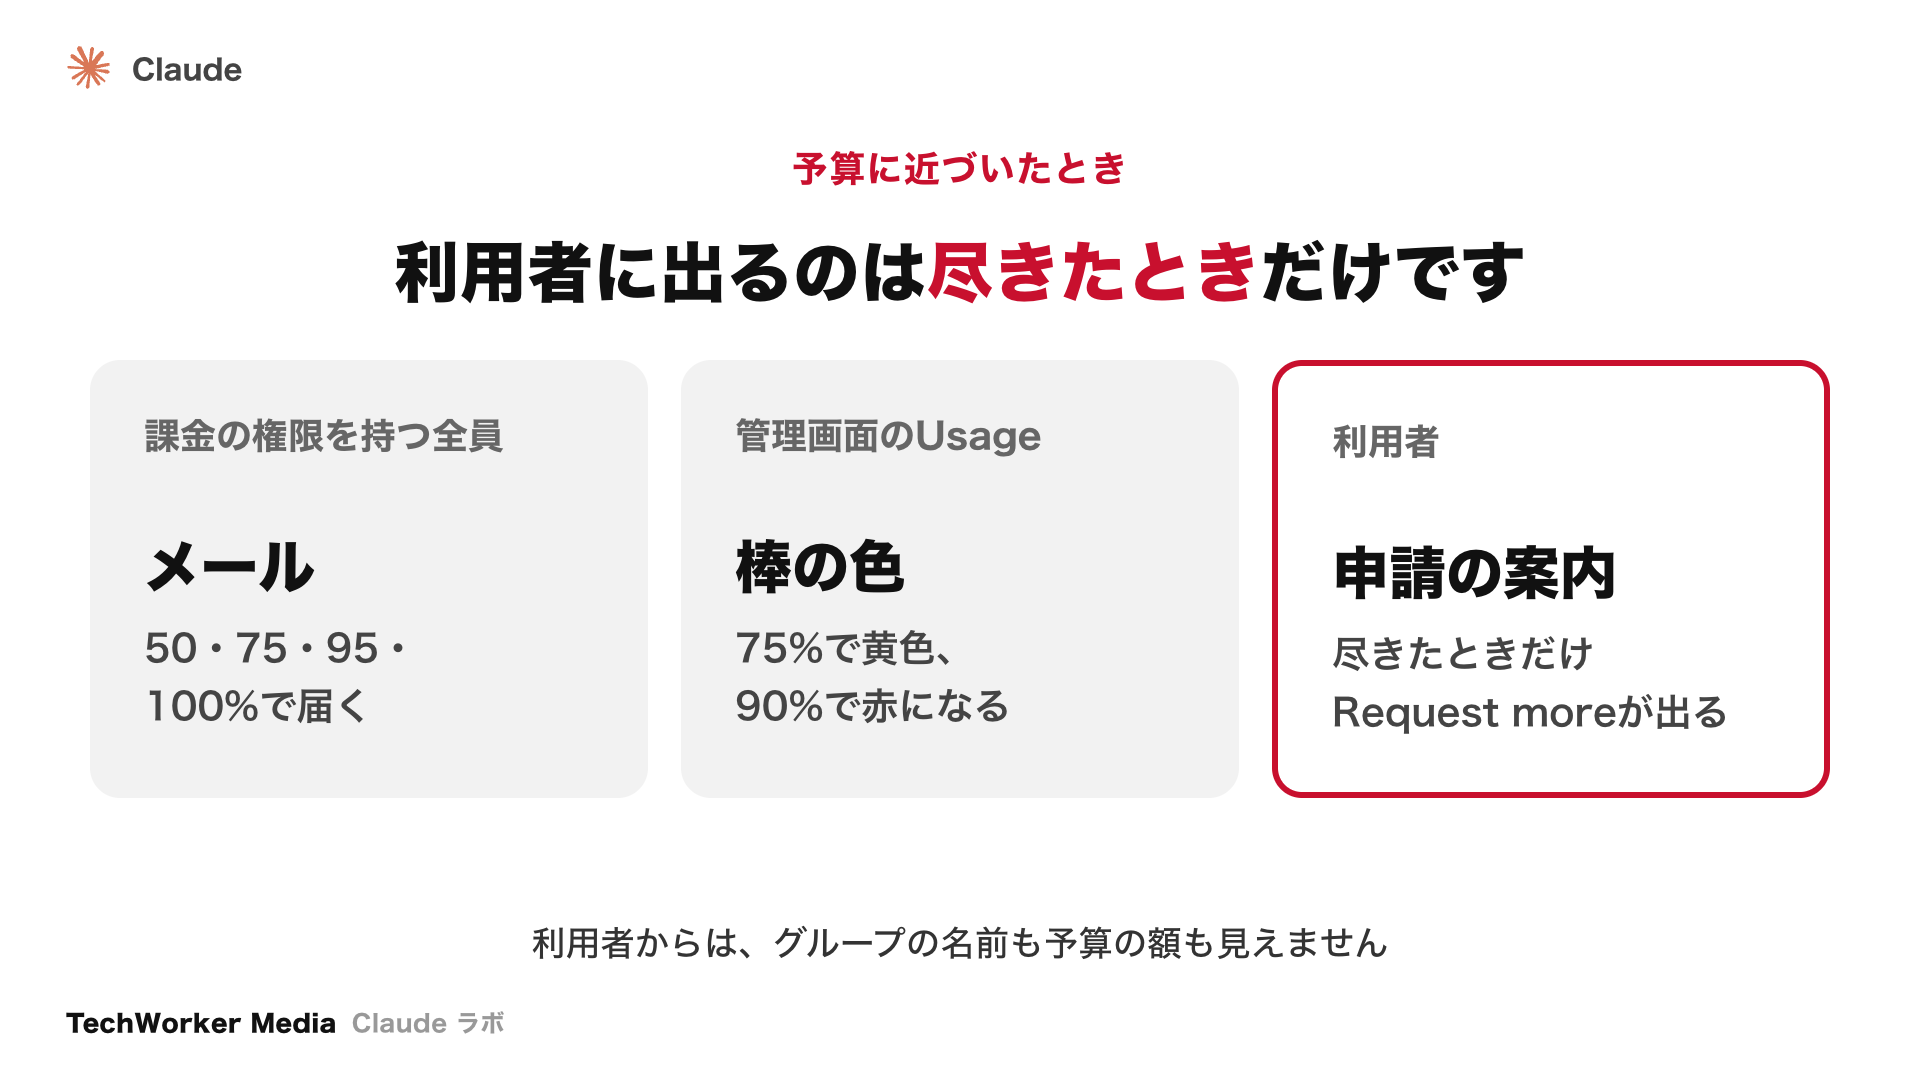 Claude
予算に近づいたとき
利用者に出るのは尽きたときだけです
課金の権限を持つ全員
メール
50・75・95・
100%で届く
管理画面のUsage
棒の色
75%で黄色、
90%で赤になる
利用者
申請の案内
尽きたときだけ
Request moreが出る
利用者からは、グループの名前も予算の額も見えません
TechWorker Media Claude ラボ